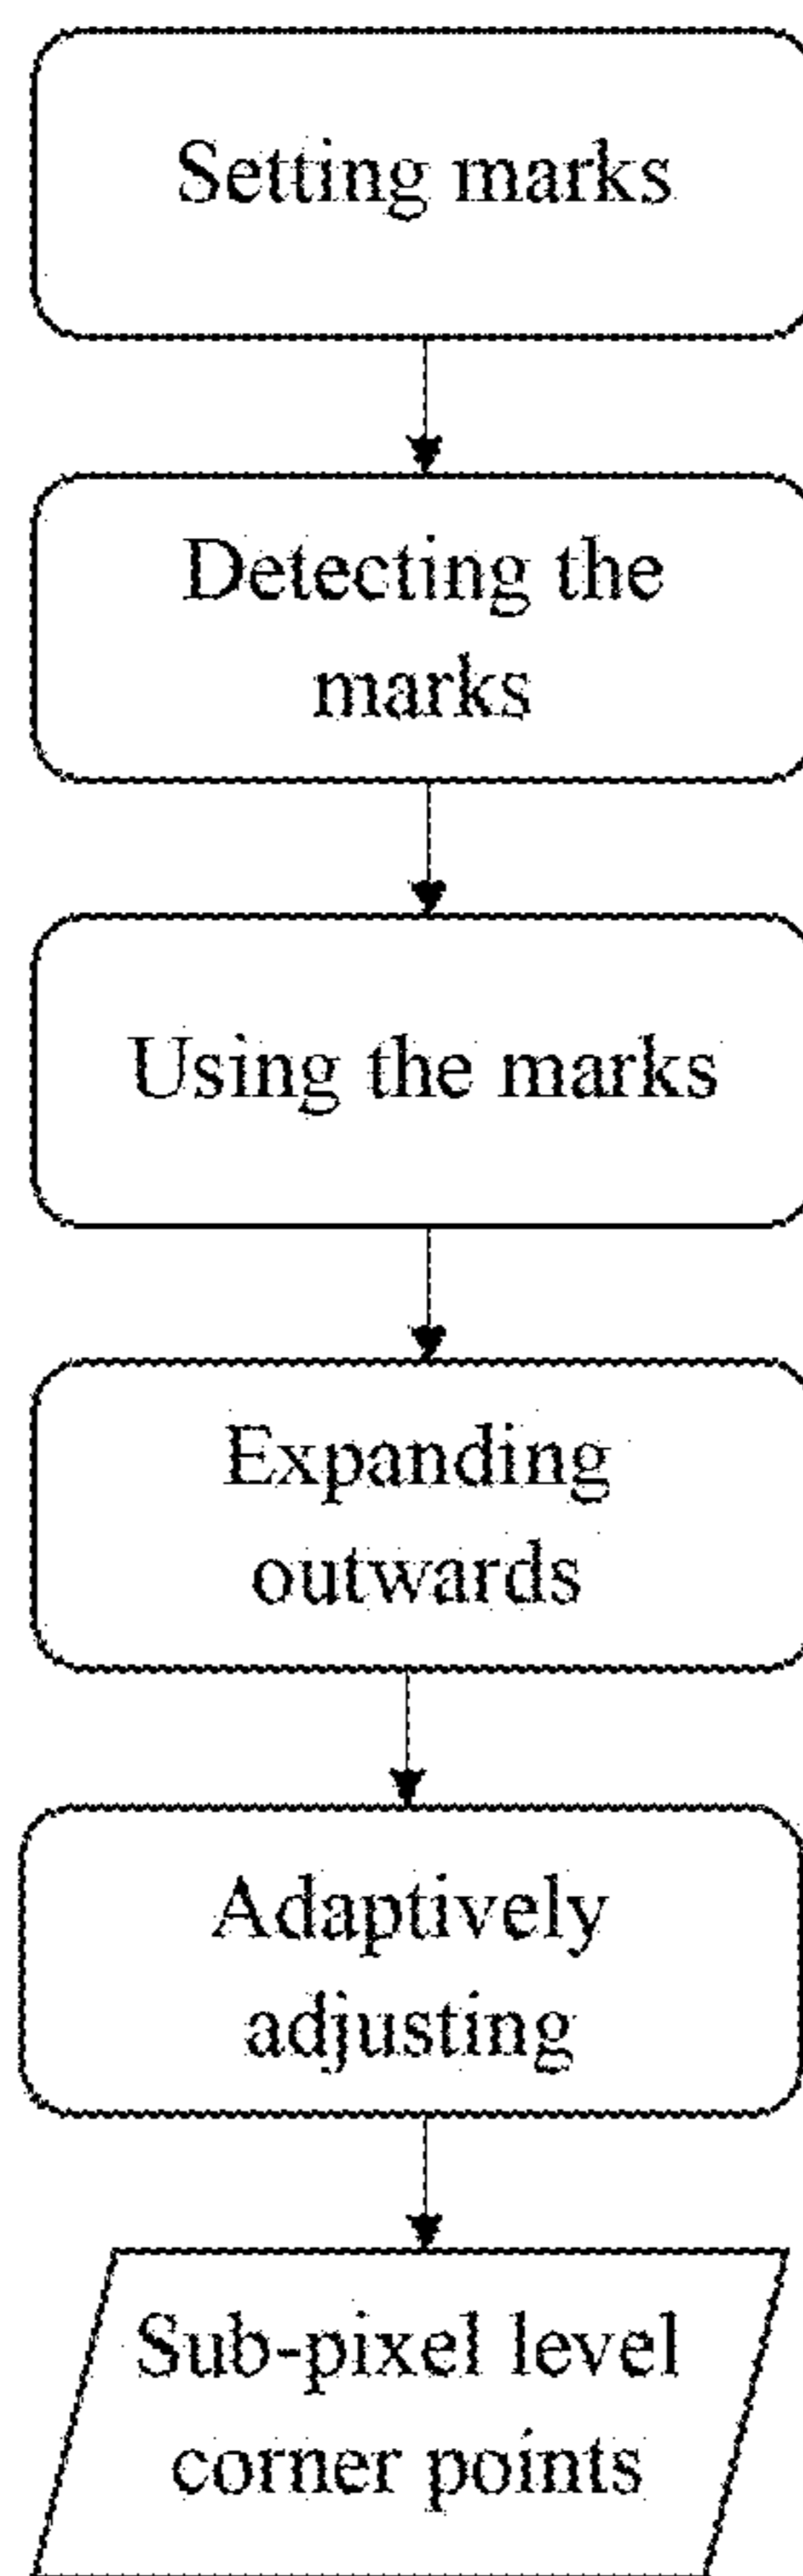 Setting marks
Detecting the
marks
Using the marks
Expanding
outwards
Adaptively
adjusting
Sub-pixel level
corner points